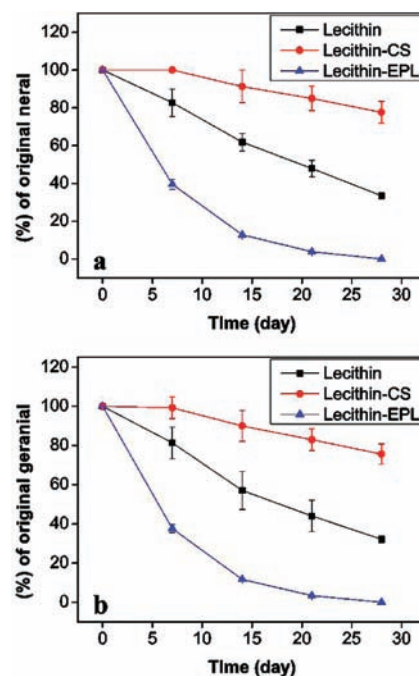 120
100
80
60
40
20
0
(%) of original neral
Lecithin
Lecithin-CS
Lecithin-EPL
a
0 5 10 15 20 25 30
Time (day)
120
100
80
60
40
20
0
(%) of original geranial
Lecithin
Lecithin-CS
Lecithin-EPL
b
0 5 10 15 20 25 30
Time (day)